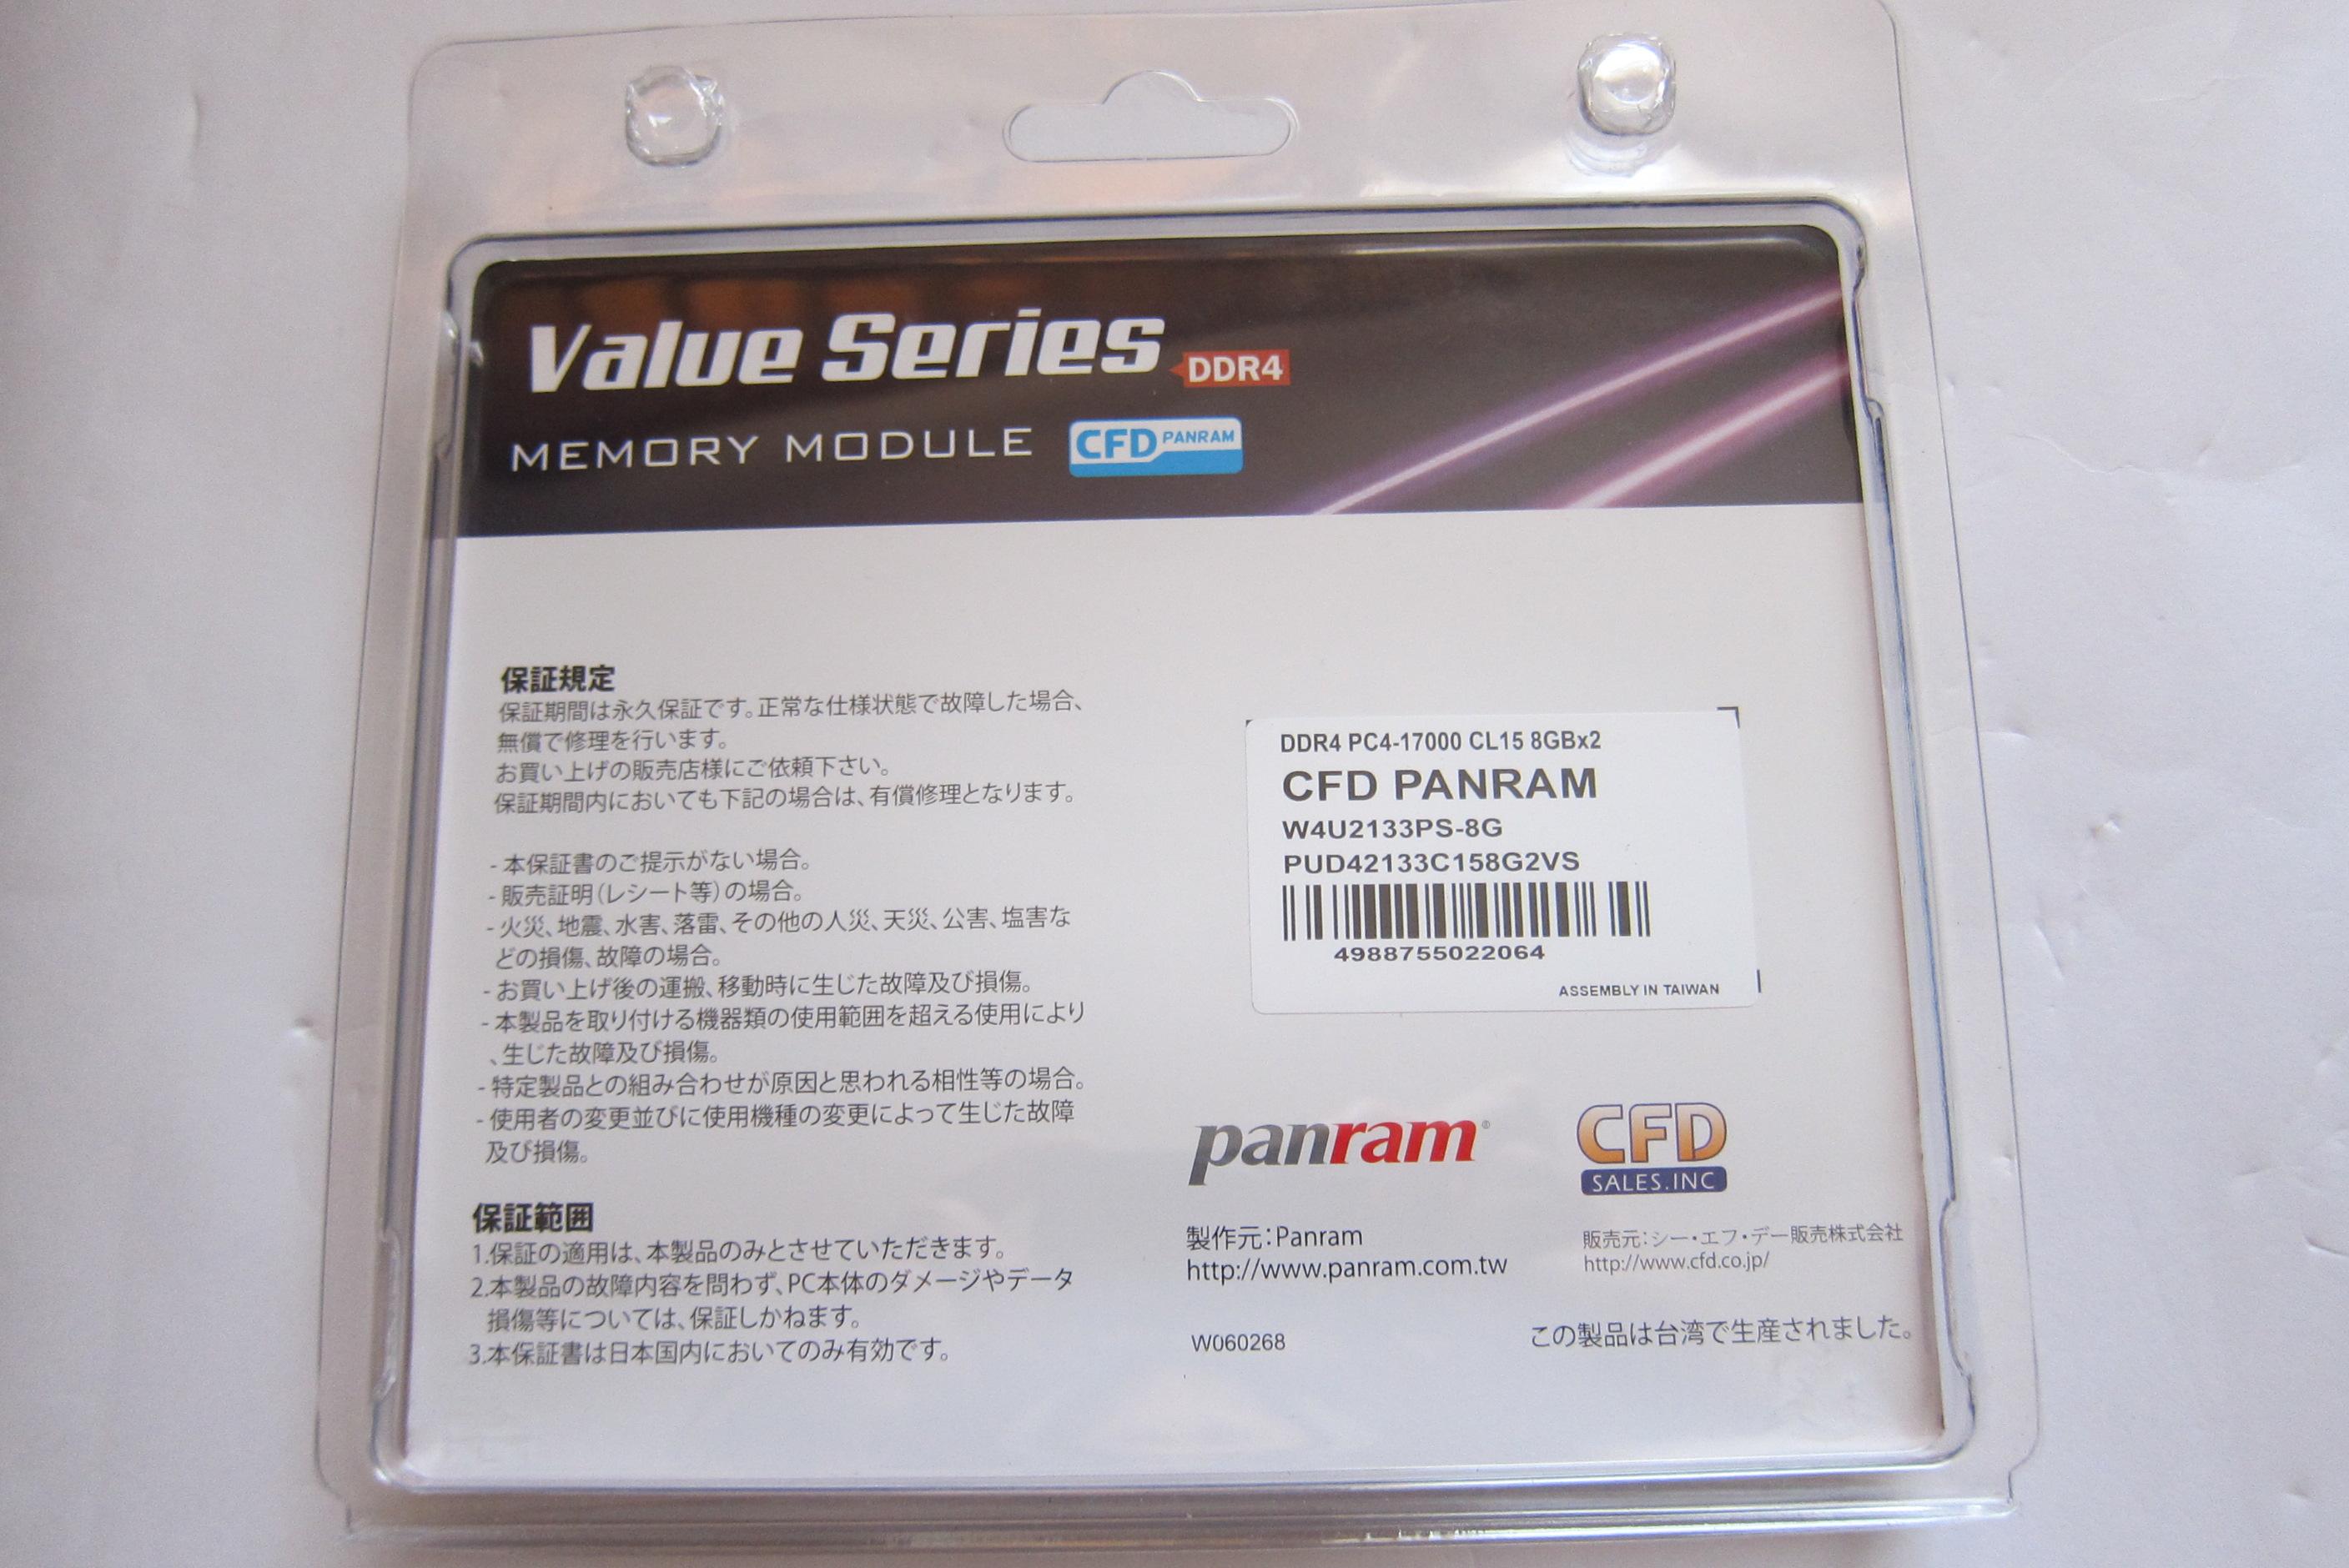 Value Series DDR4
MEMORY MODULE CFD PANRAM
保証規定
保証期間は永久保証です。正常な仕様状態で故障した場合、
無償で修理を行います。
お買い上げの販売店様にご依頼下さい。
保証期間内においても下記の場合は、有償修理となります。
- 本保証書のご提示がない場合。
- 販売証明(レシート等)の場合。
- 火災、地震、水害、落雷、その他の人災、天災、公害、塩害な
どの損傷、故障の場合。
- お買い上げ後の運搬、移動時に生じた故障及び損傷。
- 本製品を取り付ける機器類の使用範囲を超える使用により
、生じた故障及び損傷。
- 特定製品との組み合わせが原因と思われる相性等の場合。
- 使用者の変更並びに使用機種の変更によって生じた故障
及び損傷。
保証範囲
1.保証の適用は、本製品のみとさせていただきます。
2.本製品の故障内容を問わず、PC本体のダメージやデータ
損傷等については、保証しかねます。
3.本保証書は日本国内においてのみ有効です。
DDR4 PC4-17000 CL15 8GBx2
CFD PANRAM
W4U2133PS-8G
PUD42133C158G2VS
4988755022064
ASSEMBLY IN TAIWAN
panram®
製作元:Panram
http://www.panram.com.tw
W060268
CFD
SALES.INC
販売元:シー・エフ・デー販売株式会社
http://www.cfd.co.jp/
この製品は台湾で生産されました。